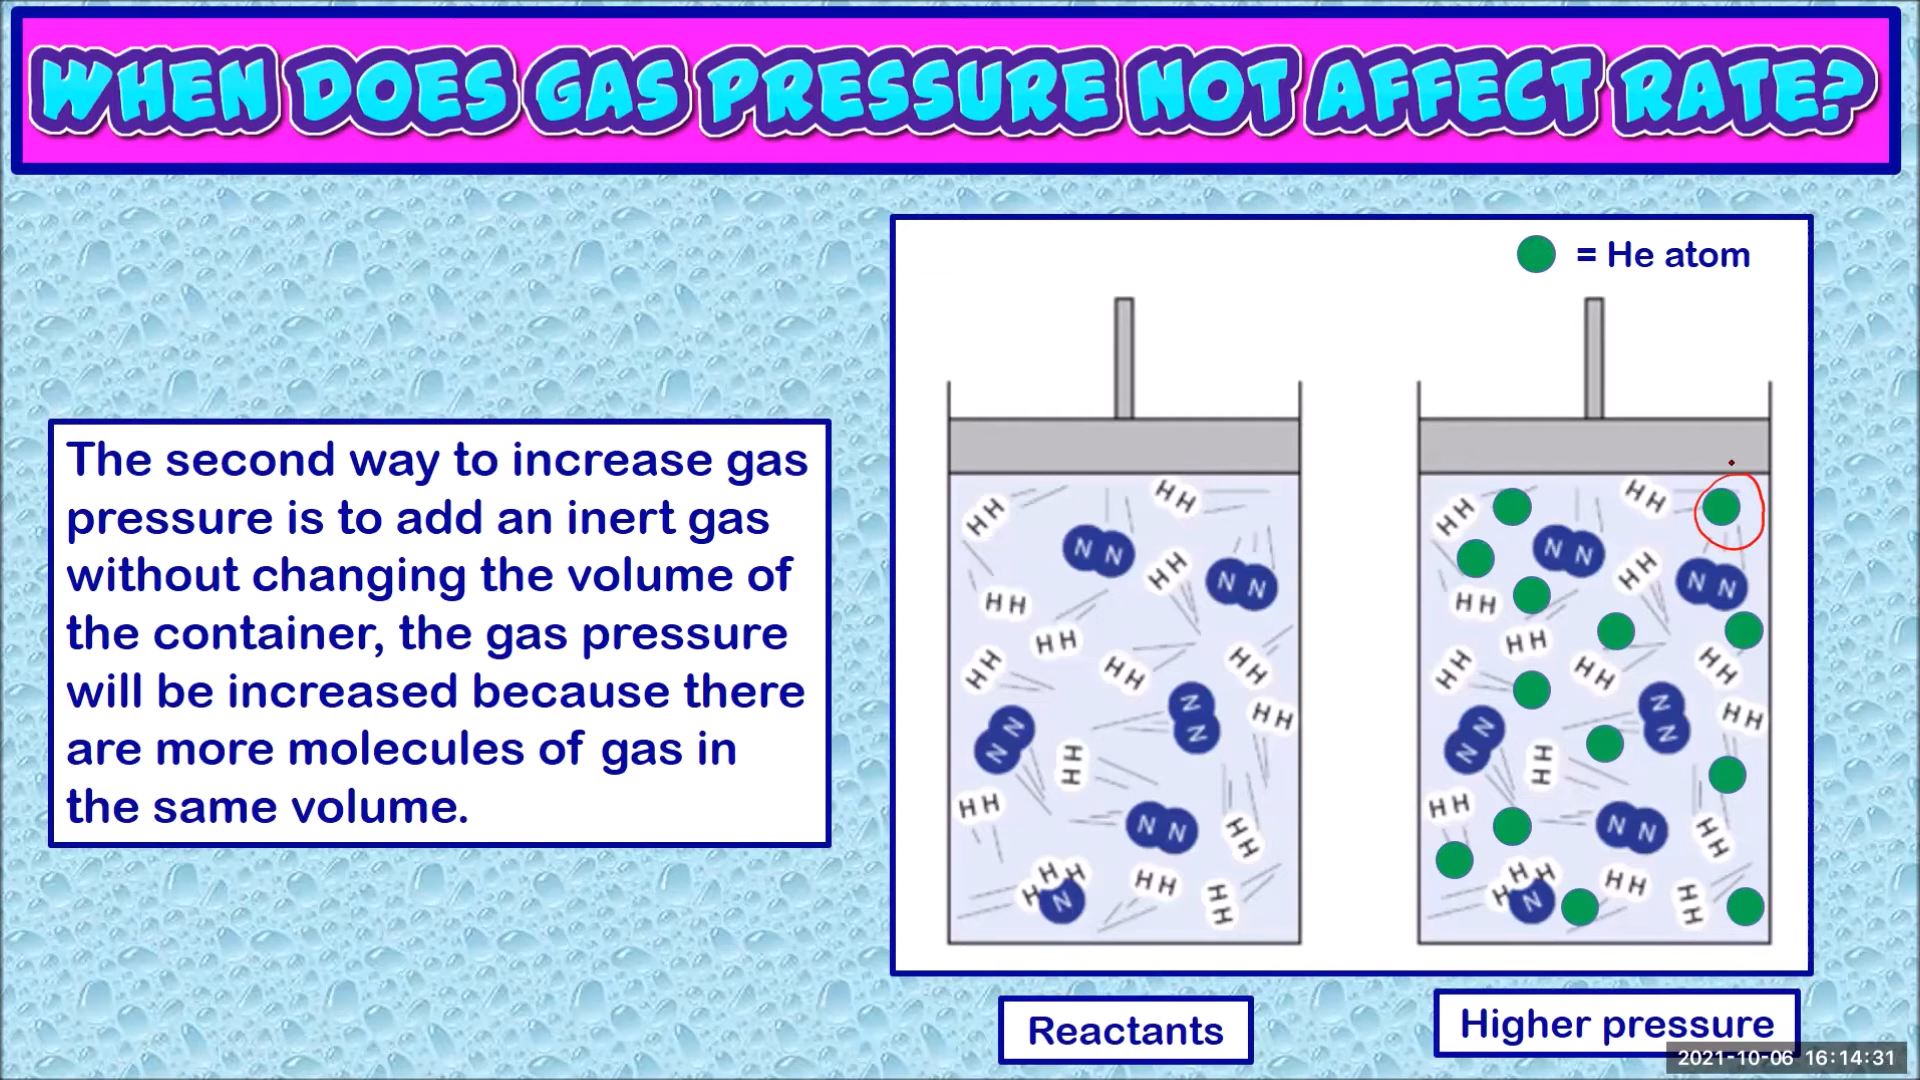 WHEN DOES GAS PRESSURE NOT AFFECT RATE?
The second way to increase gas
pressure is to add an inert gas
without changing the volume of
the container, the gas pressure
will be increased because there
are more molecules of gas in
the same volume.
= He atom
H H
H H
N N
H H
N N
H H
H H
H H
H H
H H
N N
N N
H H
H H
H H
N N
H H
H H H
N
H H
H H
H H
H H
N N
H H
N N
H H
H H
H H
H H
H H
N N
N N
H H
H H
H H
N N
H H
H H H
N
H H
H H
Reactants
Higher pressure
2021-10-06 16:14:31